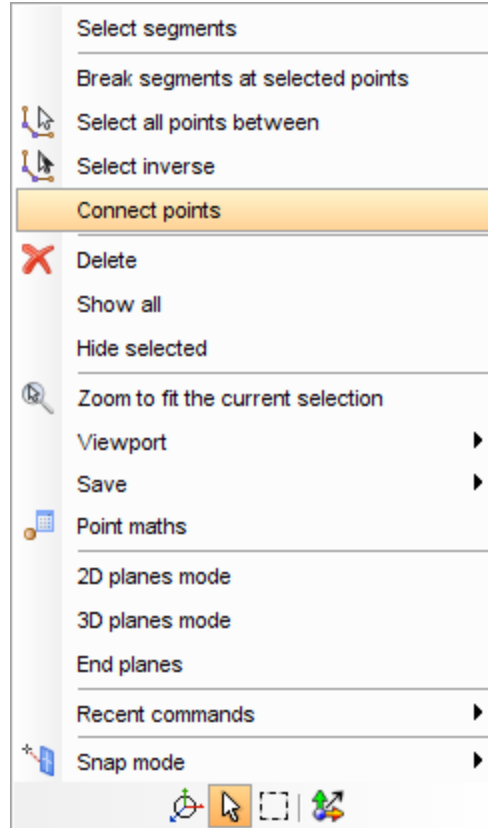 Select segments
Break segments at selected points
Select all points between
Select inverse
Connect points
Delete
Show all
Hide selected
Zoom to fit the current selection
Viewport
Save
Point maths
2D planes mode
3D planes mode
End planes
Recent commands
Snap mode